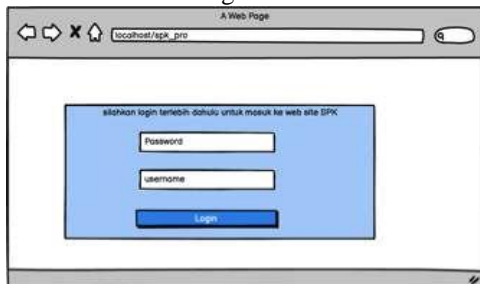 A Web Page
localhost/spk_pro
silahkan login terlebih dahulu untuk masuk ke web site SPK
Password
username
Login